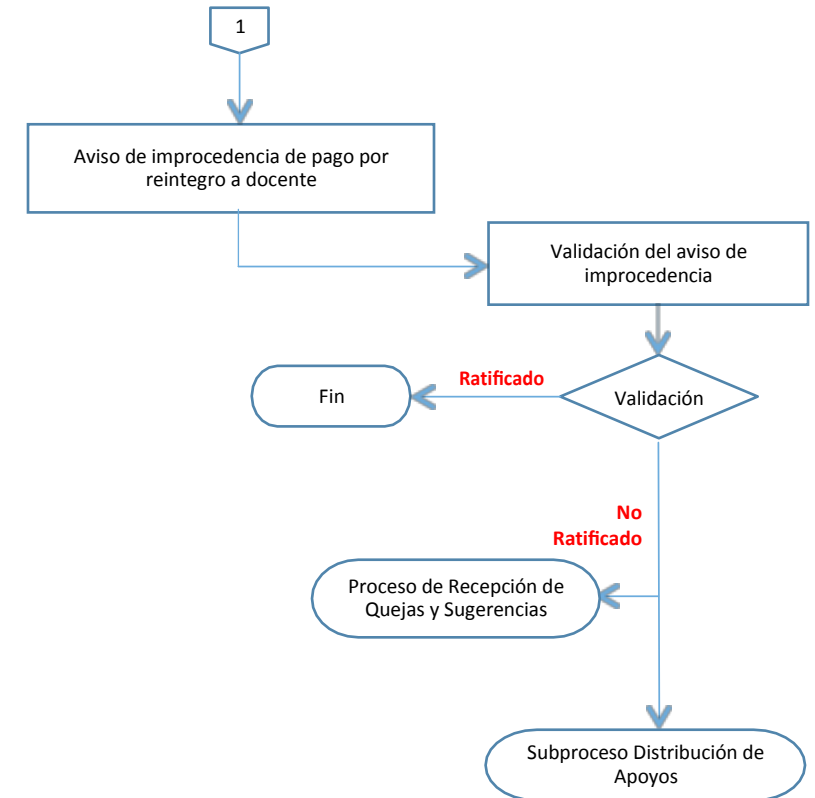 1
Aviso de improcedencia de pago por
reintegro a docente
Validación del aviso de
improcedencia
Ratificado
Fin
Validación
No
Ratificado
Proceso de Recepción de
Quejas y Sugerencias
Subproceso Distribución de
Apoyos